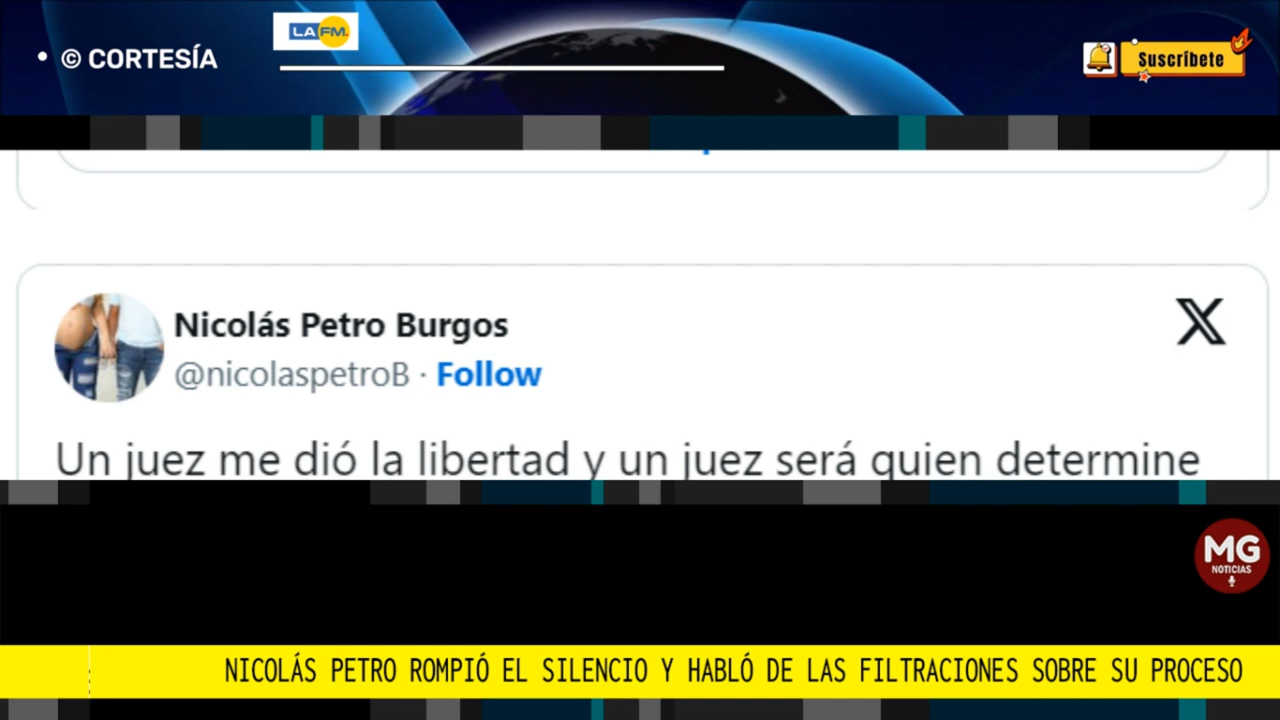 © CORTESÍA
LA FM.
Suscríbete
Nicolás Petro Burgos
@nicolaspetroB · Follow
Un juez me dió la libertad y un juez será quien determine
MG
NOTICIAS
NICOLÁS PETRO ROMPIÓ EL SILENCIO Y HABLÓ DE LAS FILTRACIONES SOBRE SU PROCESO